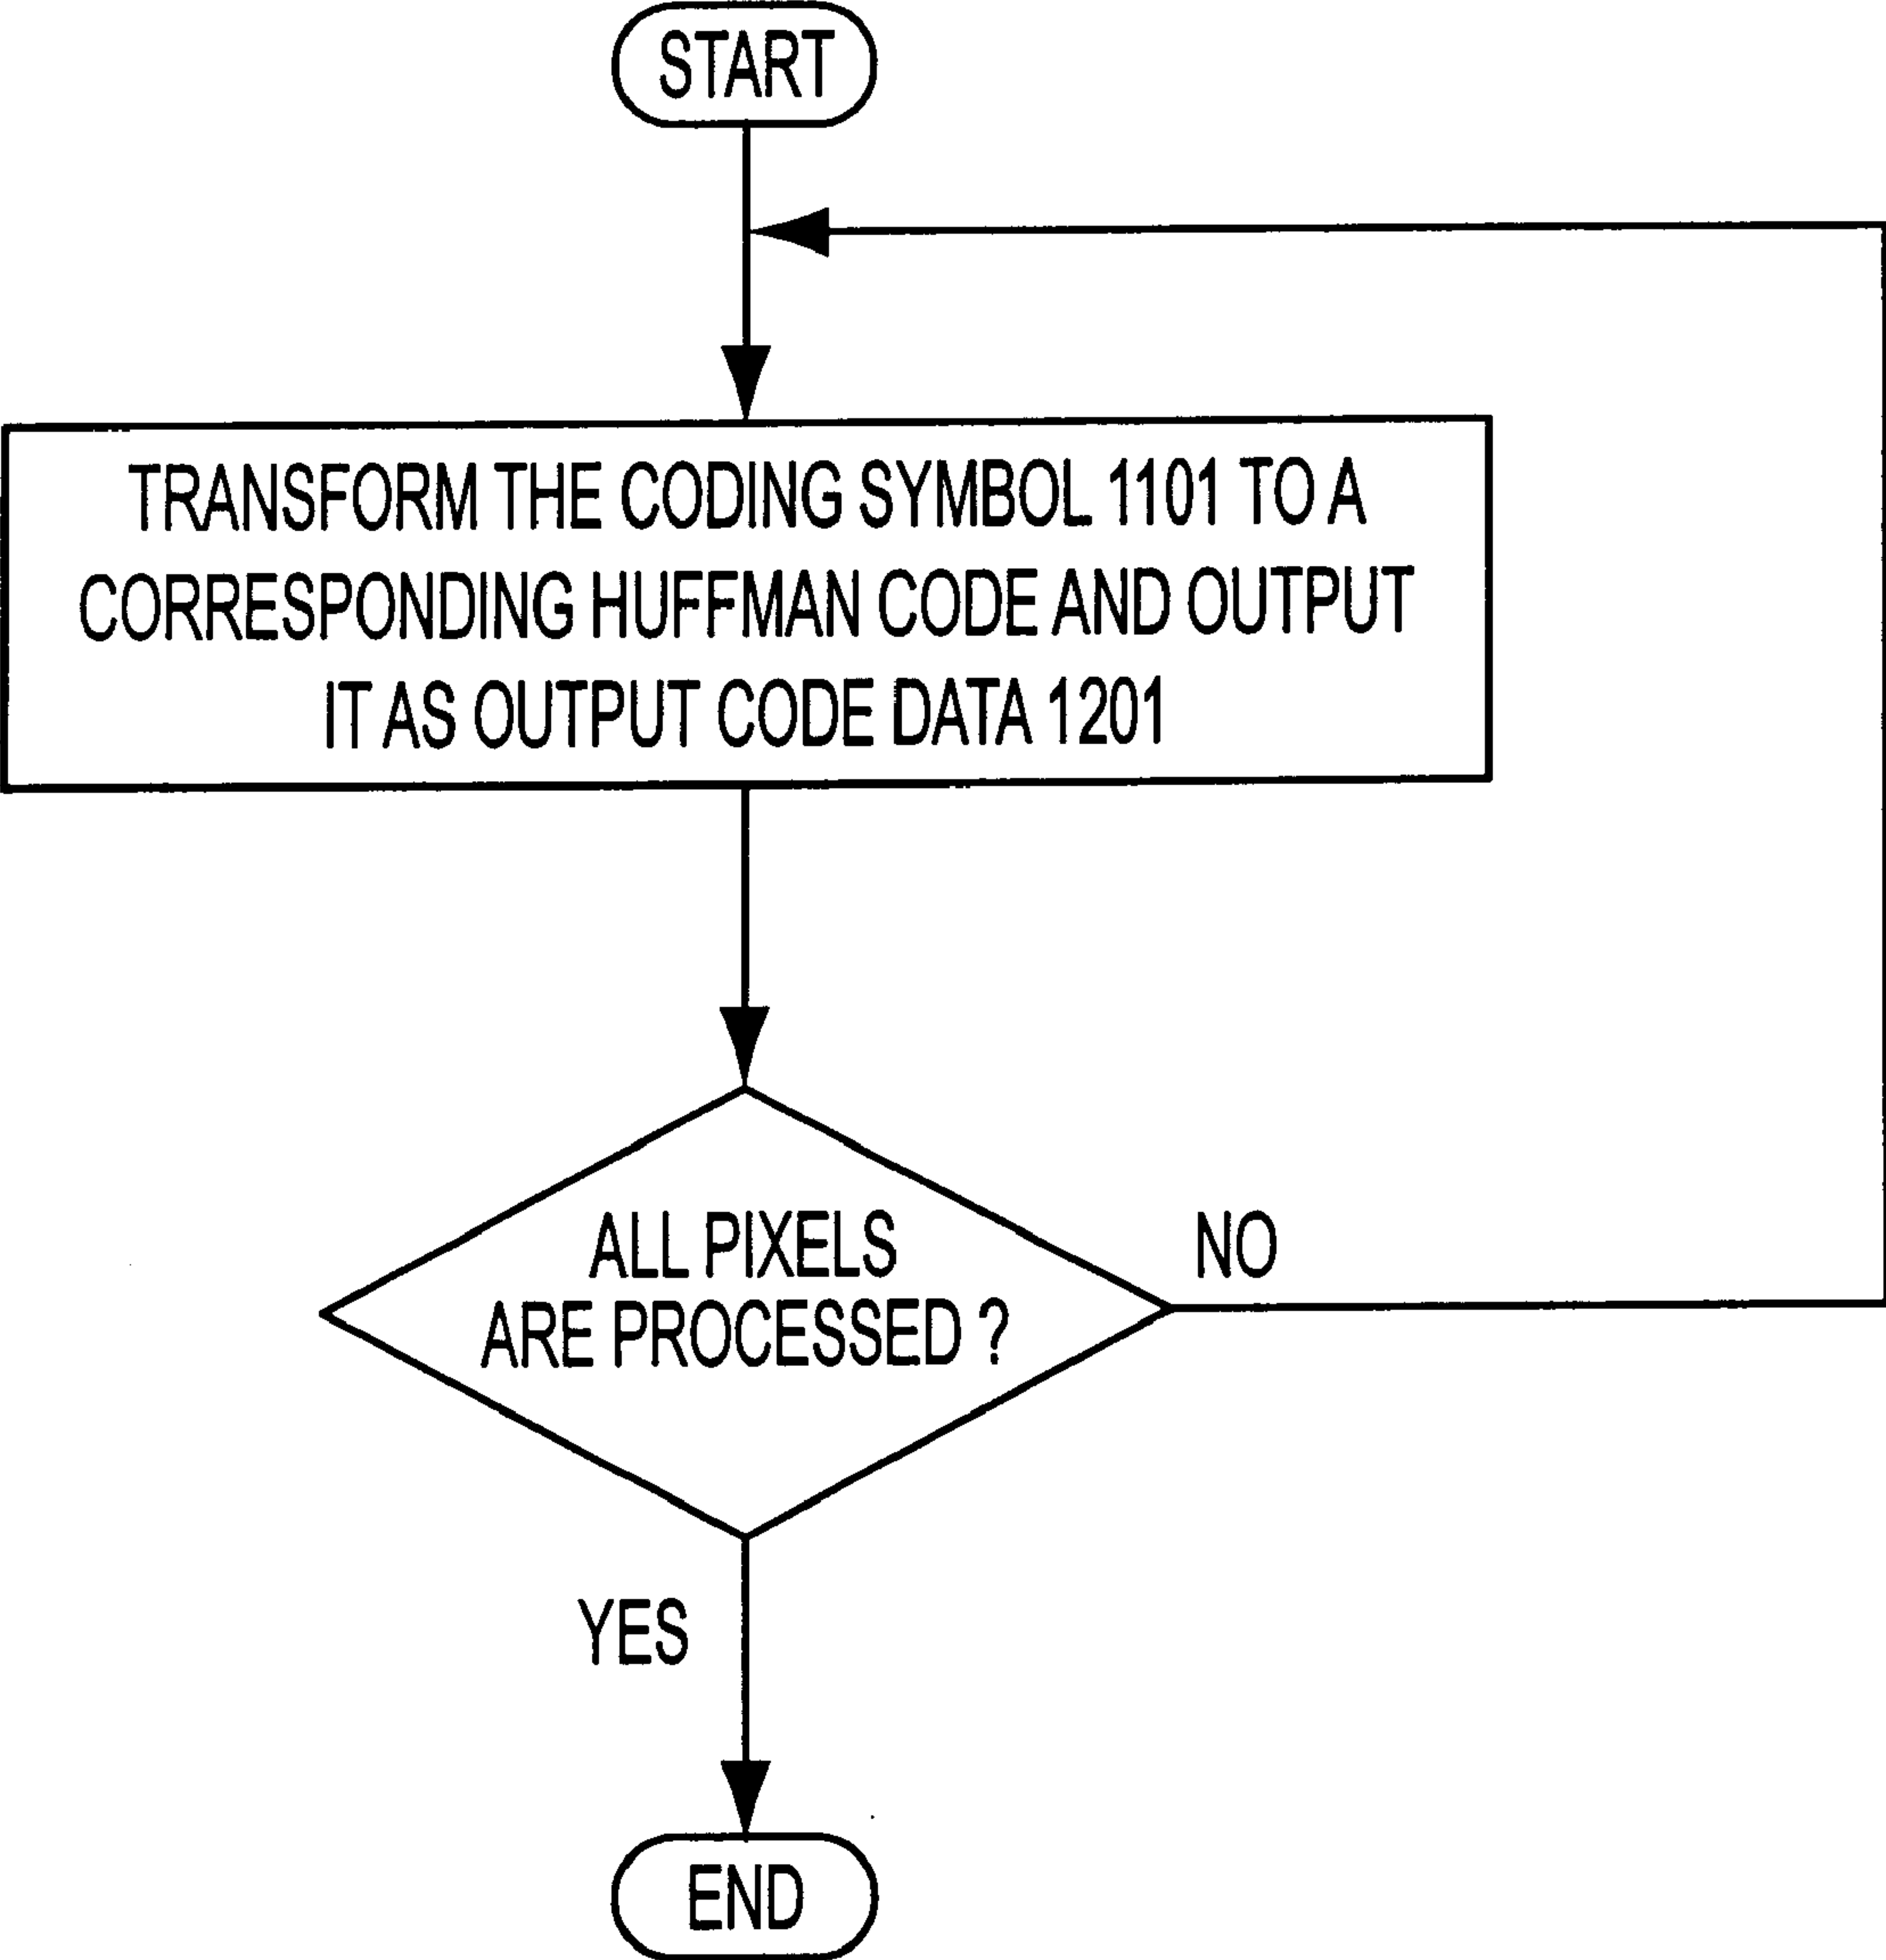 START
TRANSFORM THE CODING SYMBOL 1101 TO A
CORRESPONDING HUFFMAN CODE AND OUTPUT
IT AS OUTPUT CODE DATA 1201
ALL PIXELS
ARE PROCESSED ?
NO
YES
END